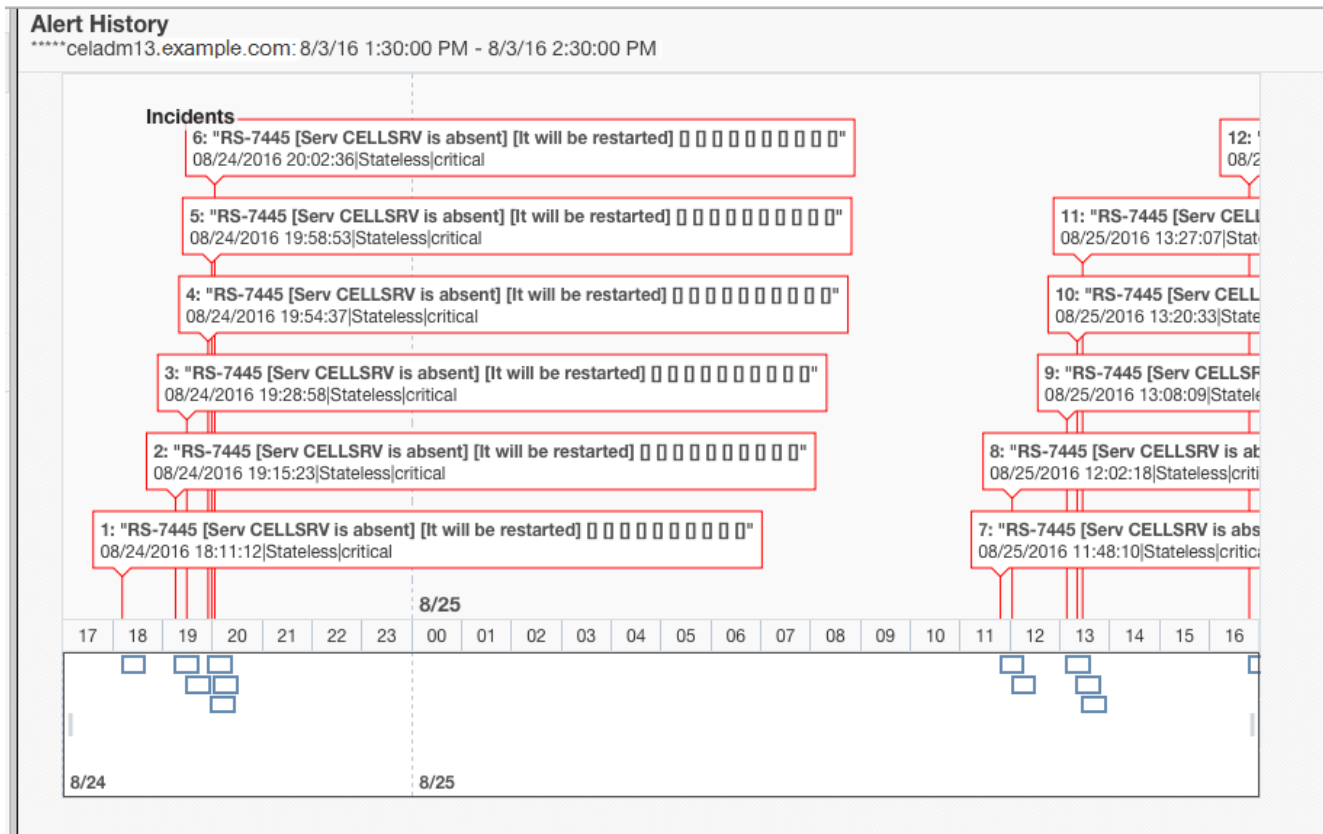 Alert History
*****celadm13.example.com: 8/3/16 1:30:00 PM - 8/3/16 2:30:00 PM
Incidents
6: "RS-7445 [Serv CELLSRV is absent] [It will be restarted] [] [] [] [] [] [] [] [] [] []"
08/24/2016 20:02:36|Stateless|critical
12: "
08/2
5: "RS-7445 [Serv CELLSRV is absent] [It will be restarted] [] [] [] [] [] [] [] [] [] []"
08/24/2016 19:58:53|Stateless|critical
11: "RS-7445 [Serv CELL
08/25/2016 13:27:07|Stat
4: "RS-7445 [Serv CELLSRV is absent] [It will be restarted] [] [] [] [] [] [] [] [] [] []"
08/24/2016 19:54:37|Stateless|critical
10: "RS-7445 [Serv CELL
08/25/2016 13:20:33|State
3: "RS-7445 [Serv CELLSRV is absent] [It will be restarted] [] [] [] [] [] [] [] [] [] []"
08/24/2016 19:28:58|Stateless|critical
9: "RS-7445 [Serv CELLSR
08/25/2016 13:08:09|Statele
2: "RS-7445 [Serv CELLSRV is absent] [It will be restarted] [] [] [] [] [] [] [] [] [] []"
08/24/2016 19:15:23|Stateless|critical
8: "RS-7445 [Serv CELLSRV is ab
08/25/2016 12:02:18|Stateless|criti
1: "RS-7445 [Serv CELLSRV is absent] [It will be restarted] [] [] [] [] [] [] [] [] [] []"
08/24/2016 18:11:12|Stateless|critical
7: "RS-7445 [Serv CELLSRV is abs
08/25/2016 11:48:10|Stateless|critica
8/25
17 18 19 20 21 22 23 00 01 02 03 04 05 06 07 08 09 10 11 12 13 14 15 16
8/24 8/25